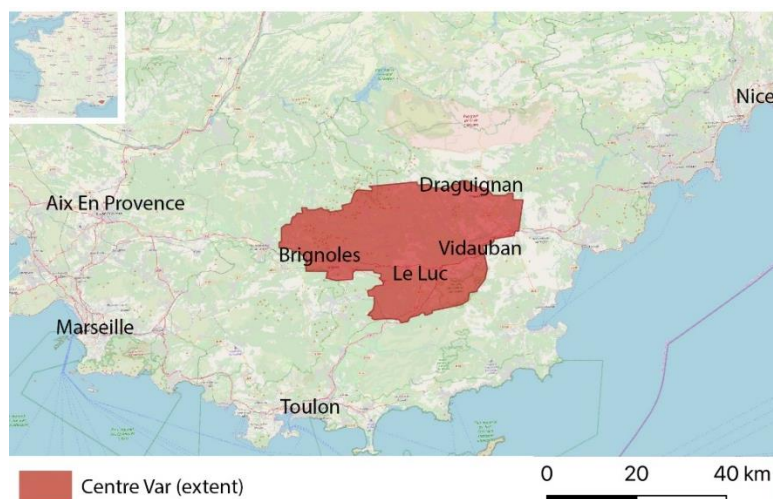 Nice
Draguignan
Aix En Provence
Brignoles
Vidauban
Le Luc
Marseille
Toulon
Centre Var (extent)
0 20 40 km